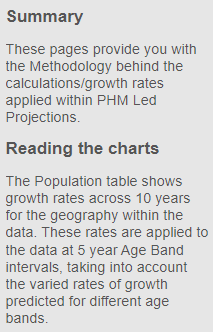 Summary
These pages provide you with
the Methodology behind the
calculations/growth rates
applied within PHM Led
Projections.
Reading the charts
The Population table shows
growth rates across 10 years
for the geography within the
data. These rates are applied to
the data at 5 year Age Band
intervals, taking into account
the varied rates of growth
predicted for different age
bands.